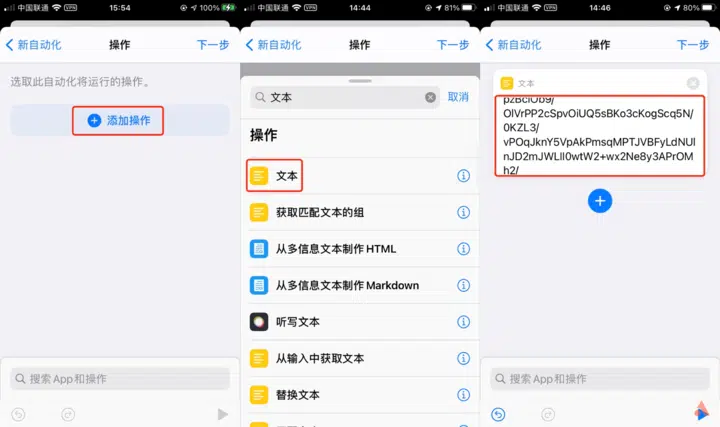 中国联通 VPN 15:54 100%
新自动化 操作 下一步
选取此自动化将运行的操作。
添加操作
搜索 App和操作
中国联通 VPN 14:44 81%
新自动化 操作 下一步
文本 取消
操作
文本
获取匹配文本的组
从多信息文本制作 HTML
从多信息文本制作 Markdown
听写文本
从输入中获取文本
替换文本
中国联通 VPN 14:46 80%
新自动化 操作 下一步
文本
OlVrPP2cSpvOiUQ5sBKo3cKogScq5N/
0KZL3/
vPOqJknY5VpAkPmsqMPTJVBFyLdNUl
nJD2mJWLlI0wtW2+wx2Ne8y3APrOM
h2/
搜索 App和操作